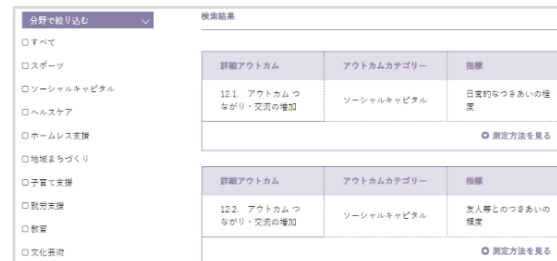 分野で絞り込む
すべて
スポーツ
ソーシャルキャピタル
ヘルスケア
ホームレス支援
地域まちづくり
子育て支援
就労支援
教育
文化芸術
検索結果
詳細アウトカム アウトカムカテゴリー 指標
12.1. アウトカム つ ソーシャルキャピタル 日常的なつきあいの程
ながり・交流の増加 度
測定方法を見る
詳細アウトカム アウトカムカテゴリー 指標
12.2. アウトカム つ ソーシャルキャピタル 友人等とのつきあいの
ながり・交流の増加 頻度
測定方法を見る